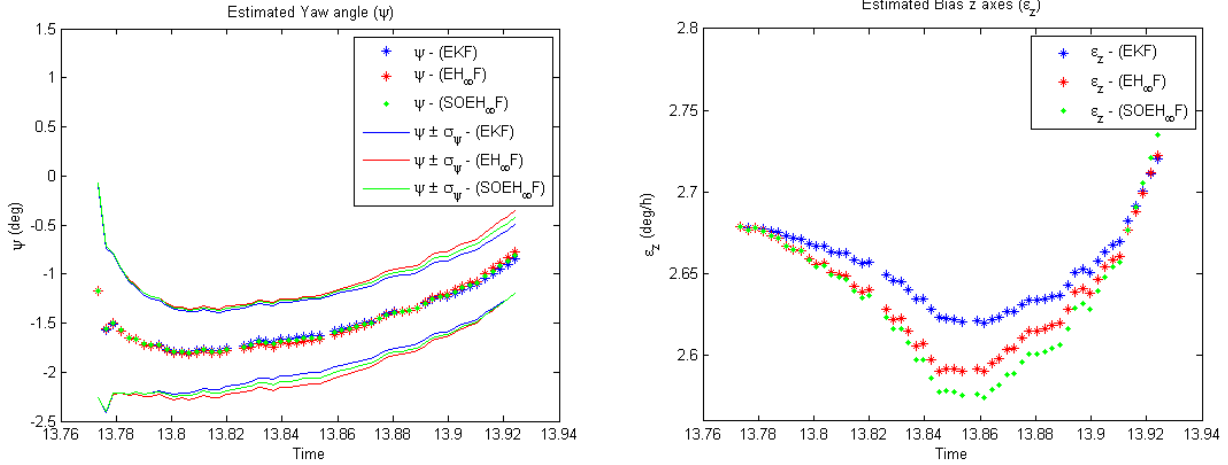 Estimated Yaw angle (ψ)
1.5
1
0.5
0
-0.5
-1
-1.5
-2
-2.5
ψ (deg)
ψ - (EKF)
ψ - (EH∞F)
ψ - (SOEH∞F)
ψ ± σψ - (EKF)
ψ ± σψ - (EH∞F)
ψ ± σψ - (SOEH∞F)
13.76 13.78 13.8 13.82 13.84 13.86 13.88 13.9 13.92 13.94
Time
Estimated Bias z axes (εz)
2.8
2.75
2.7
2.65
2.6
εz (deg/h)
εz - (EKF)
εz - (EH∞F)
εz - (SOEH∞F)
13.76 13.78 13.8 13.82 13.84 13.86 13.88 13.9 13.92 13.94
Time